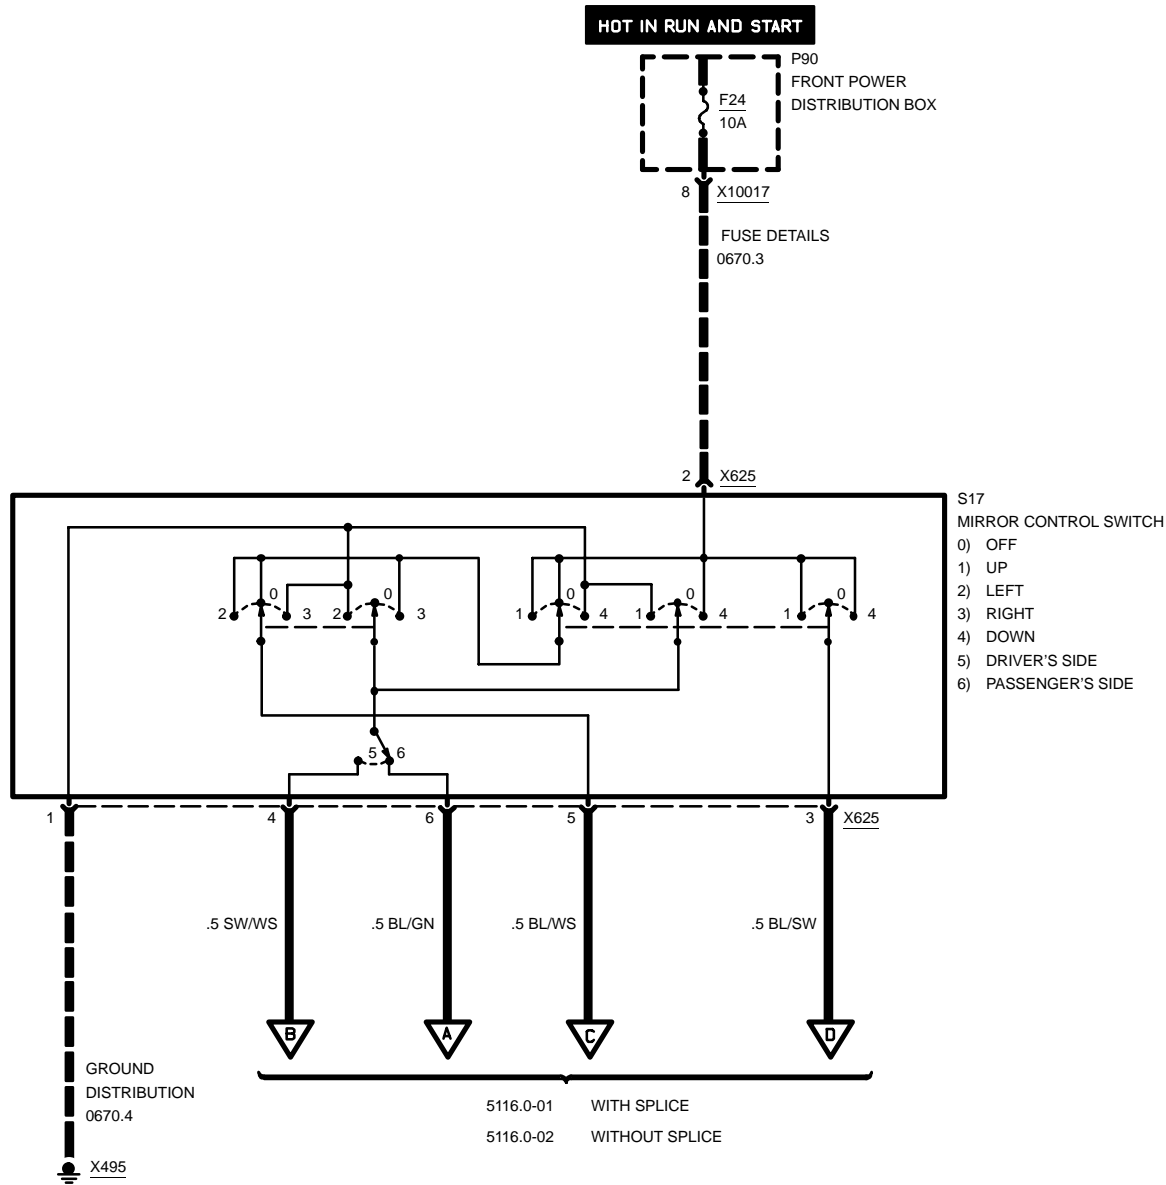 HOT IN RUN AND START
P90
FRONT POWER
DISTRIBUTION BOX
F24
10A
8 X10017
FUSE DETAILS
0670.3
2 X625
S17
MIRROR CONTROL SWITCH
0) OFF
1) UP
2) LEFT
3) RIGHT
4) DOWN
5) DRIVER'S SIDE
6) PASSENGER'S SIDE
0 0 0 0 0
2 3 2 3 1 4 1 4 1 4
5 6
1 4 6 5 3 X625
.5 SW/WS .5 BL/GN .5 BL/WS .5 BL/SW
B A C D
GROUND
DISTRIBUTION
0670.4
5116.0-01 WITH SPLICE
5116.0-02 WITHOUT SPLICE
X495